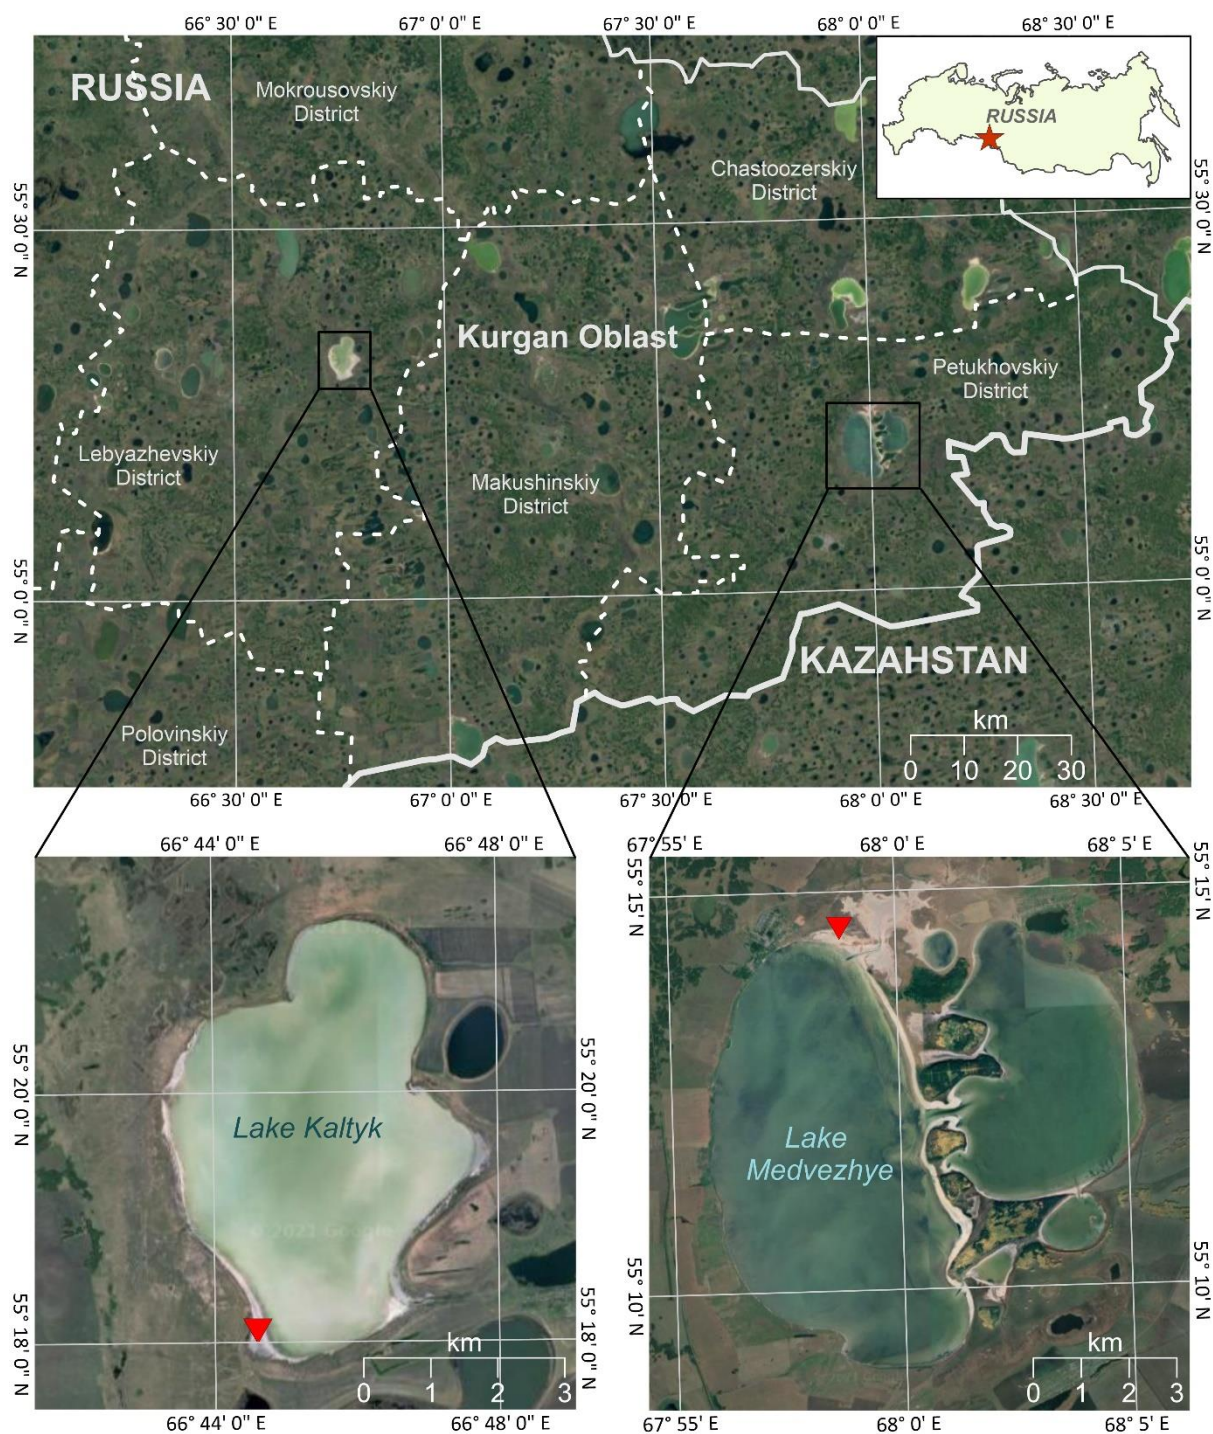 66° 30' 0" E
67° 0' 0" E
67° 30' 0" E
68° 0' 0" E
68° 30' 0" E
RUSSIA
Mokrousovskiy
District
Chastoozerskiy
District
RUSSIA
55° 30' 0" N
55° 30' 0" N
Kurgan Oblast
Petukhovskiy
District
Lebyazhevskiy
District
Makushinskiy
District
55° 0' 0" N
55° 0' 0" N
KAZAHSTAN
Polovinskiy
District
km
0 10 20 30
66° 30' 0" E
67° 0' 0" E
67° 30' 0" E
68° 0' 0" E
68° 30' 0" E
66° 44' 0" E
66° 48' 0" E
55° 20' 0" N
55° 20' 0" N
Lake Kaltyk
© 2021 Google
55° 18' 0" N
55° 18' 0" N
km
0 1 2 3
66° 44' 0" E
66° 48' 0" E
67° 55' E
68° 0' E
68° 5' E
55° 15' N
55° 15' N
Lake
Medvezhye
55° 10' N
55° 10' N
km
0 1 2 3
67° 55' E
68° 0' E
68° 5' E